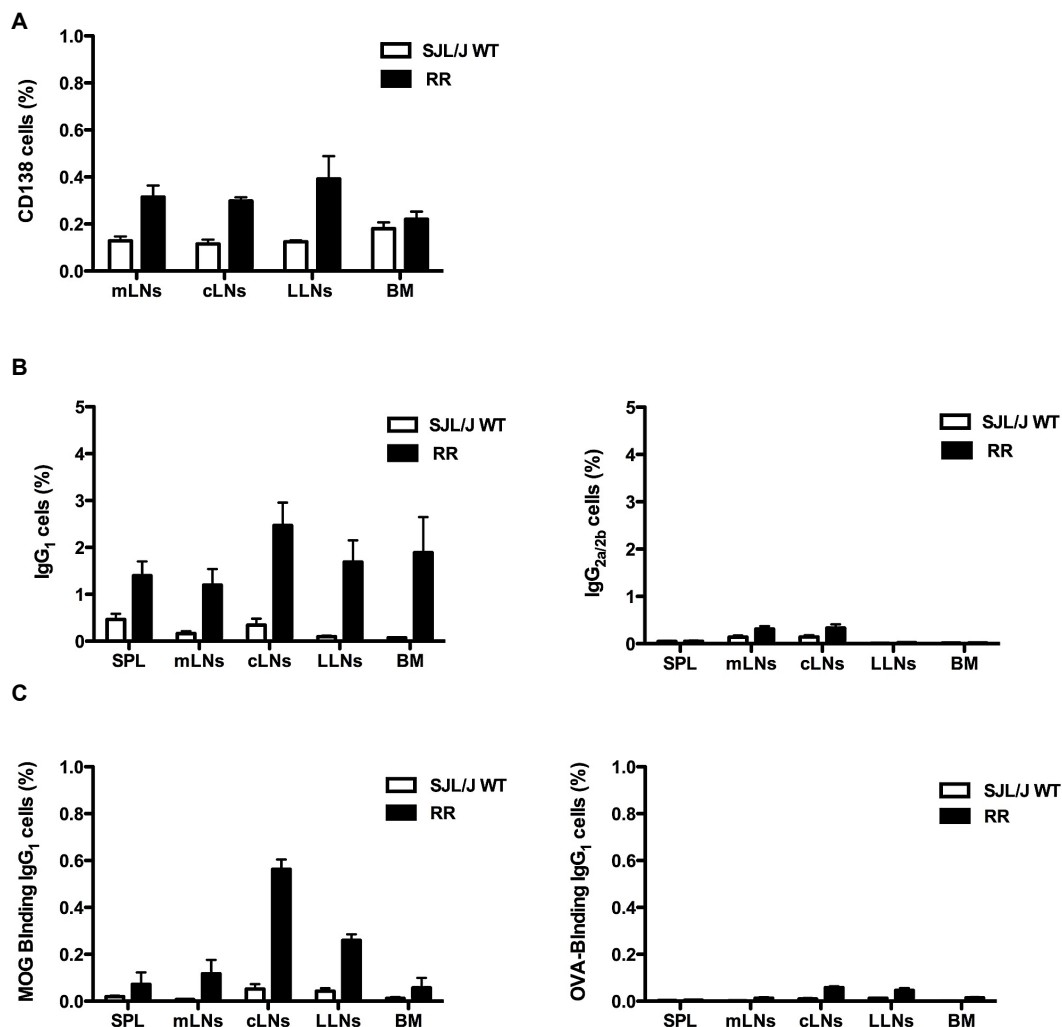 A
CD138 cells (%)
1.0
0.8
0.6
0.4
0.2
0.0
SJL/J WT
RR
mLNs cLNs LLNs BM
B
IgG1 cels (%)
5
4
3
2
1
0
SJL/J WT
RR
SPL mLNs cLNs LLNs BM
IgG2a/2b cells (%)
5
4
3
2
1
0
SJL/J WT
RR
SPL mLNs cLNs LLNs BM
C
MOG BInding IgG1 cells (%)
1.0
0.8
0.6
0.4
0.2
0.0
SJL/J WT
RR
SPL mLNs cLNs LLNs BM
OVA-BInding IgG1 cells (%)
1.0
0.8
0.6
0.4
0.2
0.0
SJL/J WT
RR
SPL mLNs cLNs LLNs BM